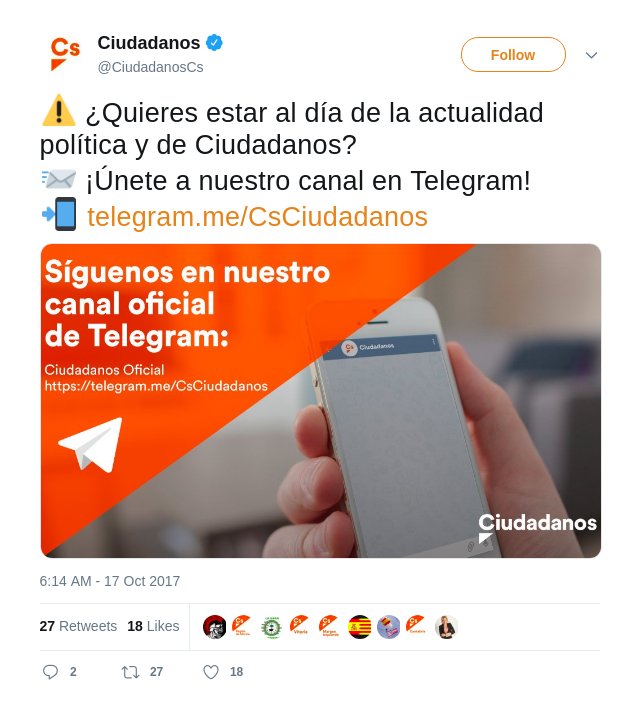 Cs
Ciudadanos
@CiudadanosCs
Follow
¿Quieres estar al día de la actualidad
política y de Ciudadanos?
¡Únete a nuestro canal en Telegram!
telegram.me/CsCiudadanos
Síguenos en nuestro
canal oficial
de Telegram:
Ciudadanos Oficial
https://telegram.me/CsCiudadanos
Cs Ciudadanos
Ciudadanos
6:14 AM - 17 Oct 2017
27 Retweets 18 Likes
2 27 18